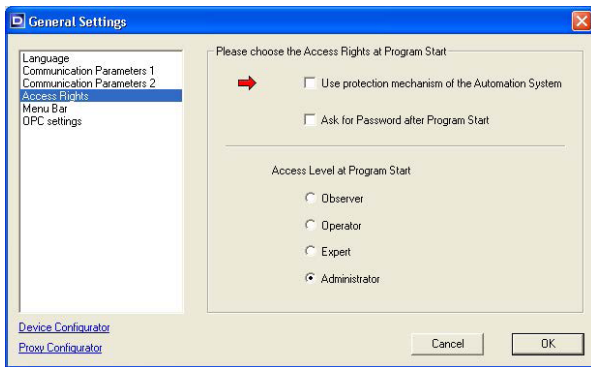 General Settings
Language
Communication Parameters 1
Communication Parameters 2
Access Rights
Menu Bar
OPC settings
Please choose the Access Rights at Program Start
Use protection mechanism of the Automation System
Ask for Password after Program Start
Access Level at Program Start
Observer
Operator
Expert
Administrator
Device Configurator
Proxy Configurator
Cancel
OK